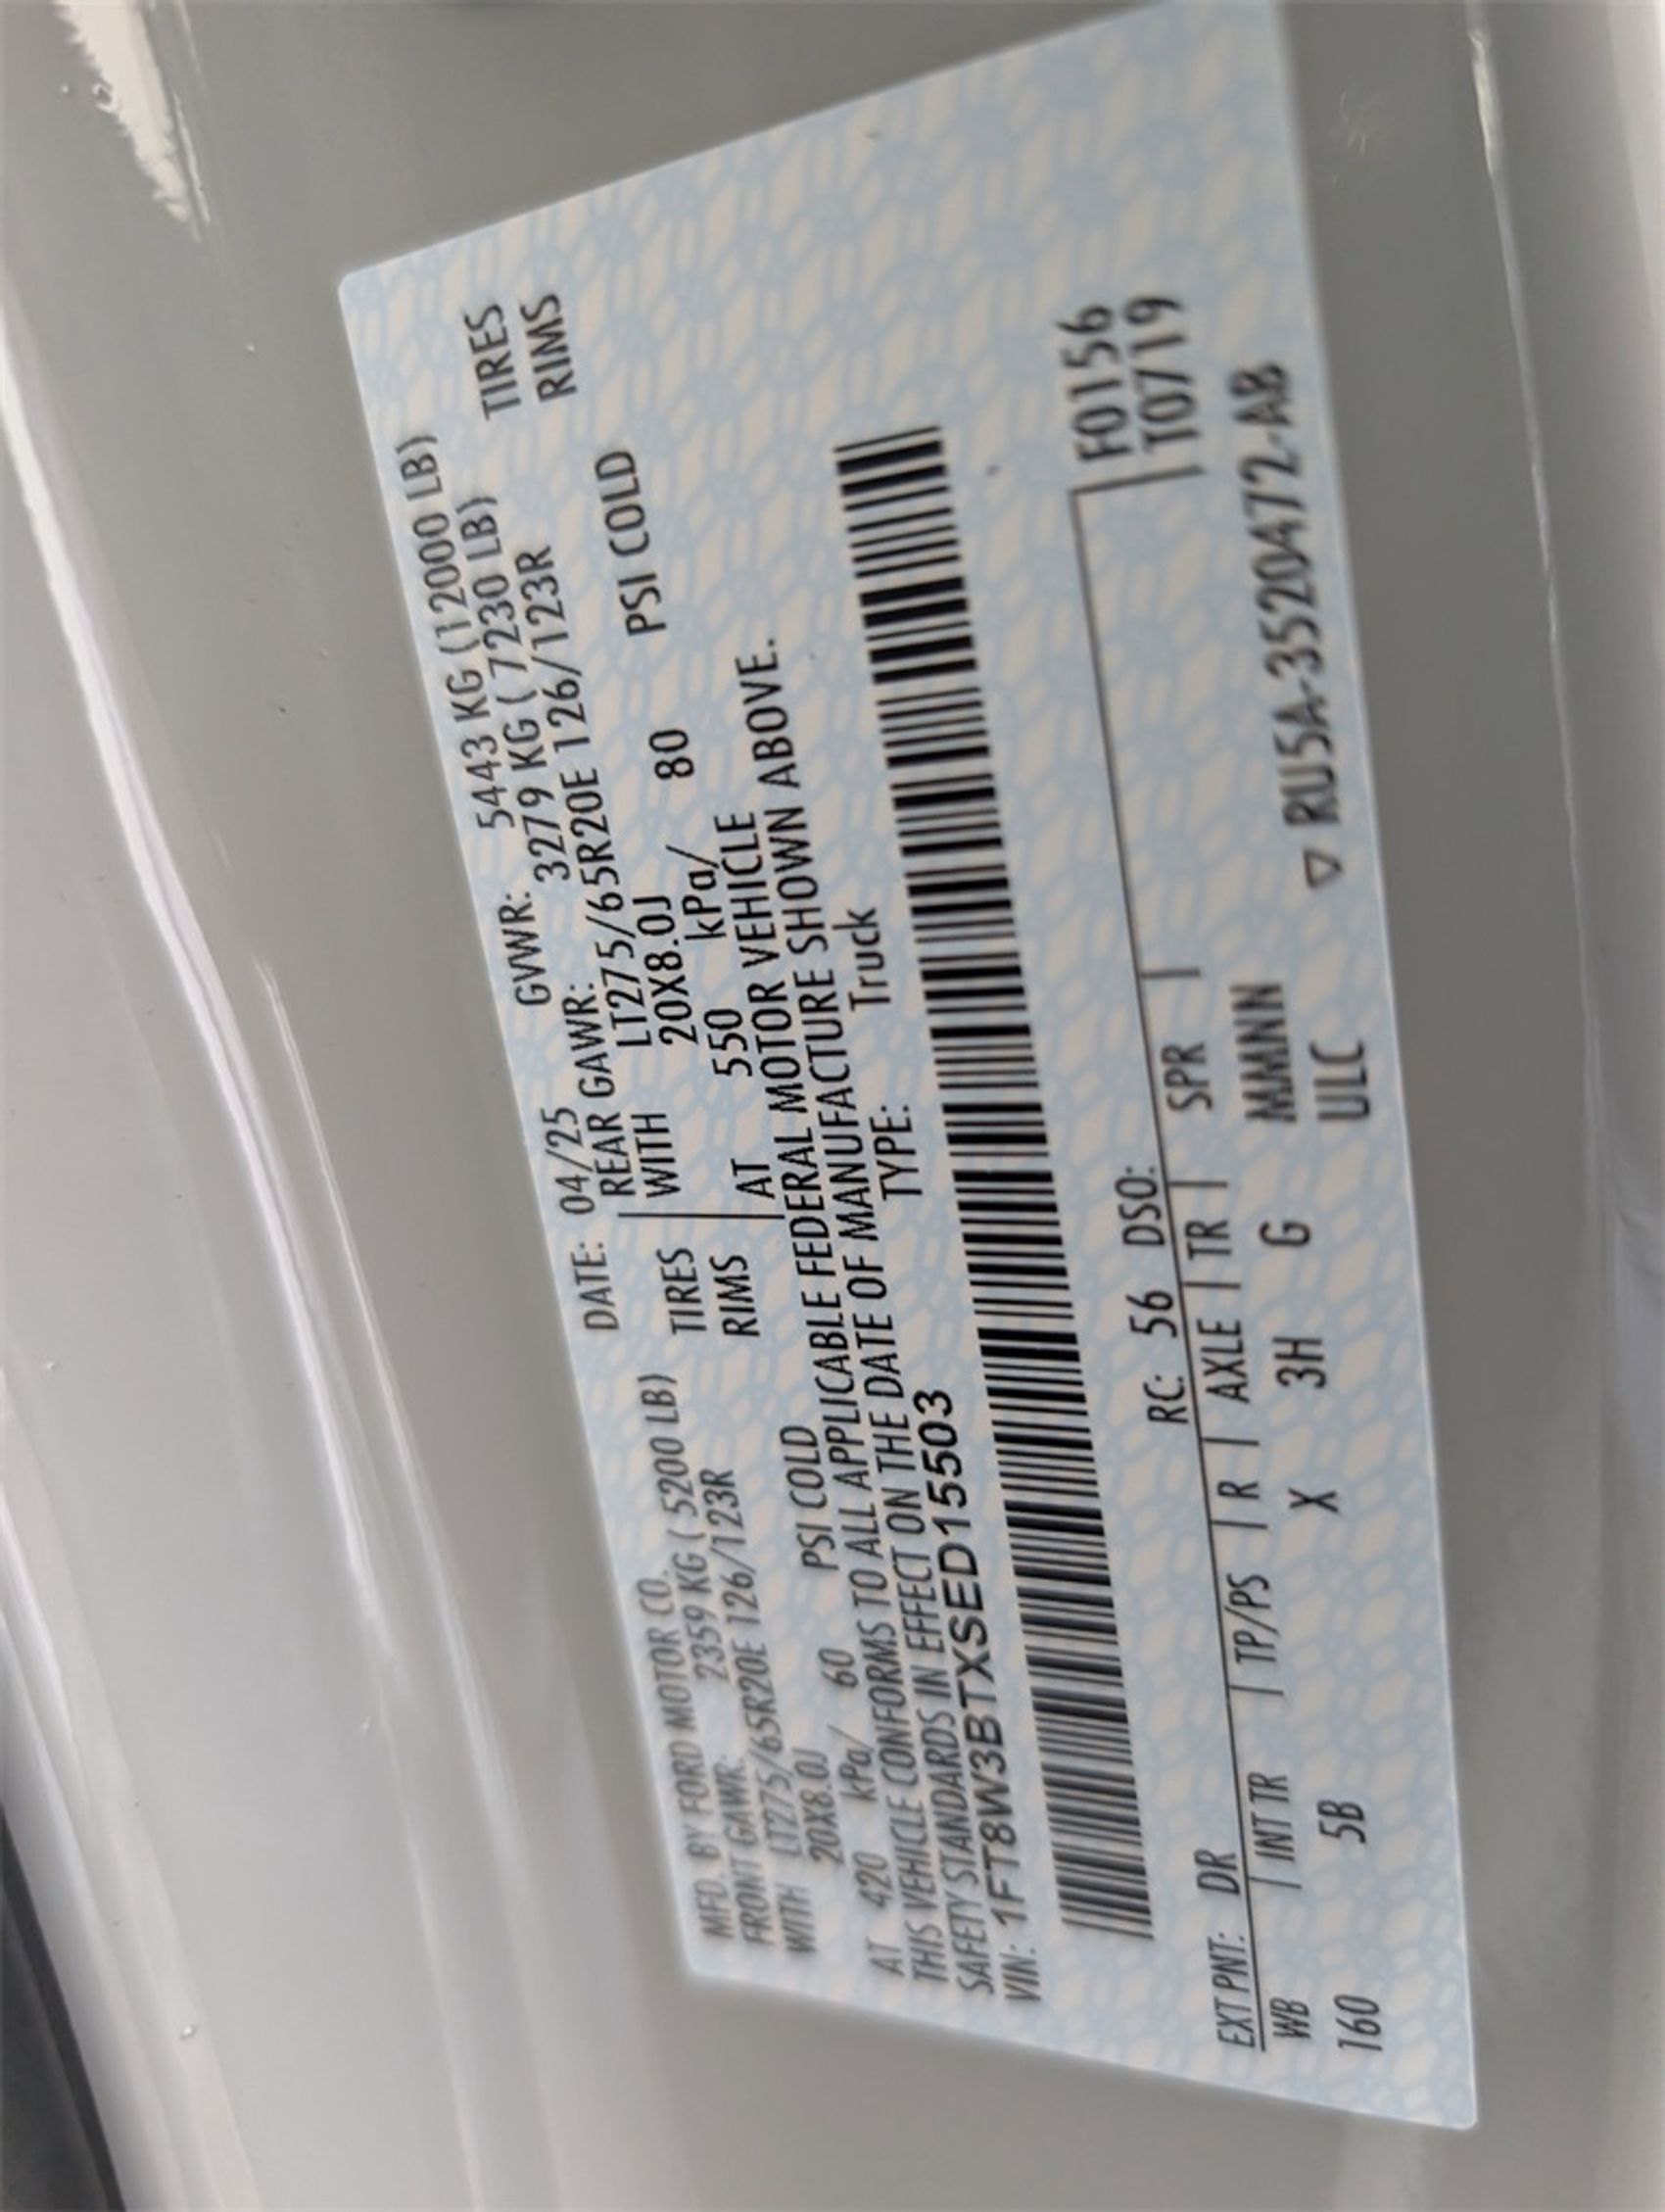 MFD. BY FORD MOTOR CO.
DATE: 04/25 GVWR: 5443 KG (12000 LB)
FRONT GAWR: 2359 KG ( 5200 LB) REAR GAWR: 3279 KG ( 7230 LB)
WITH LT275/65R20E 126/123R TIRES WITH LT275/65R20E 126/123R TIRES
20X8.0J RIMS 20X8.0J RIMS
AT 420 kPa/ 60 PSI COLD AT 550 kPa/ 80 PSI COLD
THIS VEHICLE CONFORMS TO ALL APPLICABLE FEDERAL MOTOR VEHICLE
SAFETY STANDARDS IN EFFECT ON THE DATE OF MANUFACTURE SHOWN ABOVE.
VIN: 1FT8W3BTXSED15503 TYPE: Truck
EXT PNT: DR RC: 56 DSO: F0156
WB | INT TR | TP/PS | R | AXLE | TR | SPR | T0719
160 5B X 3H G MMNN ▽ RU5A-3520472-AB
ULC